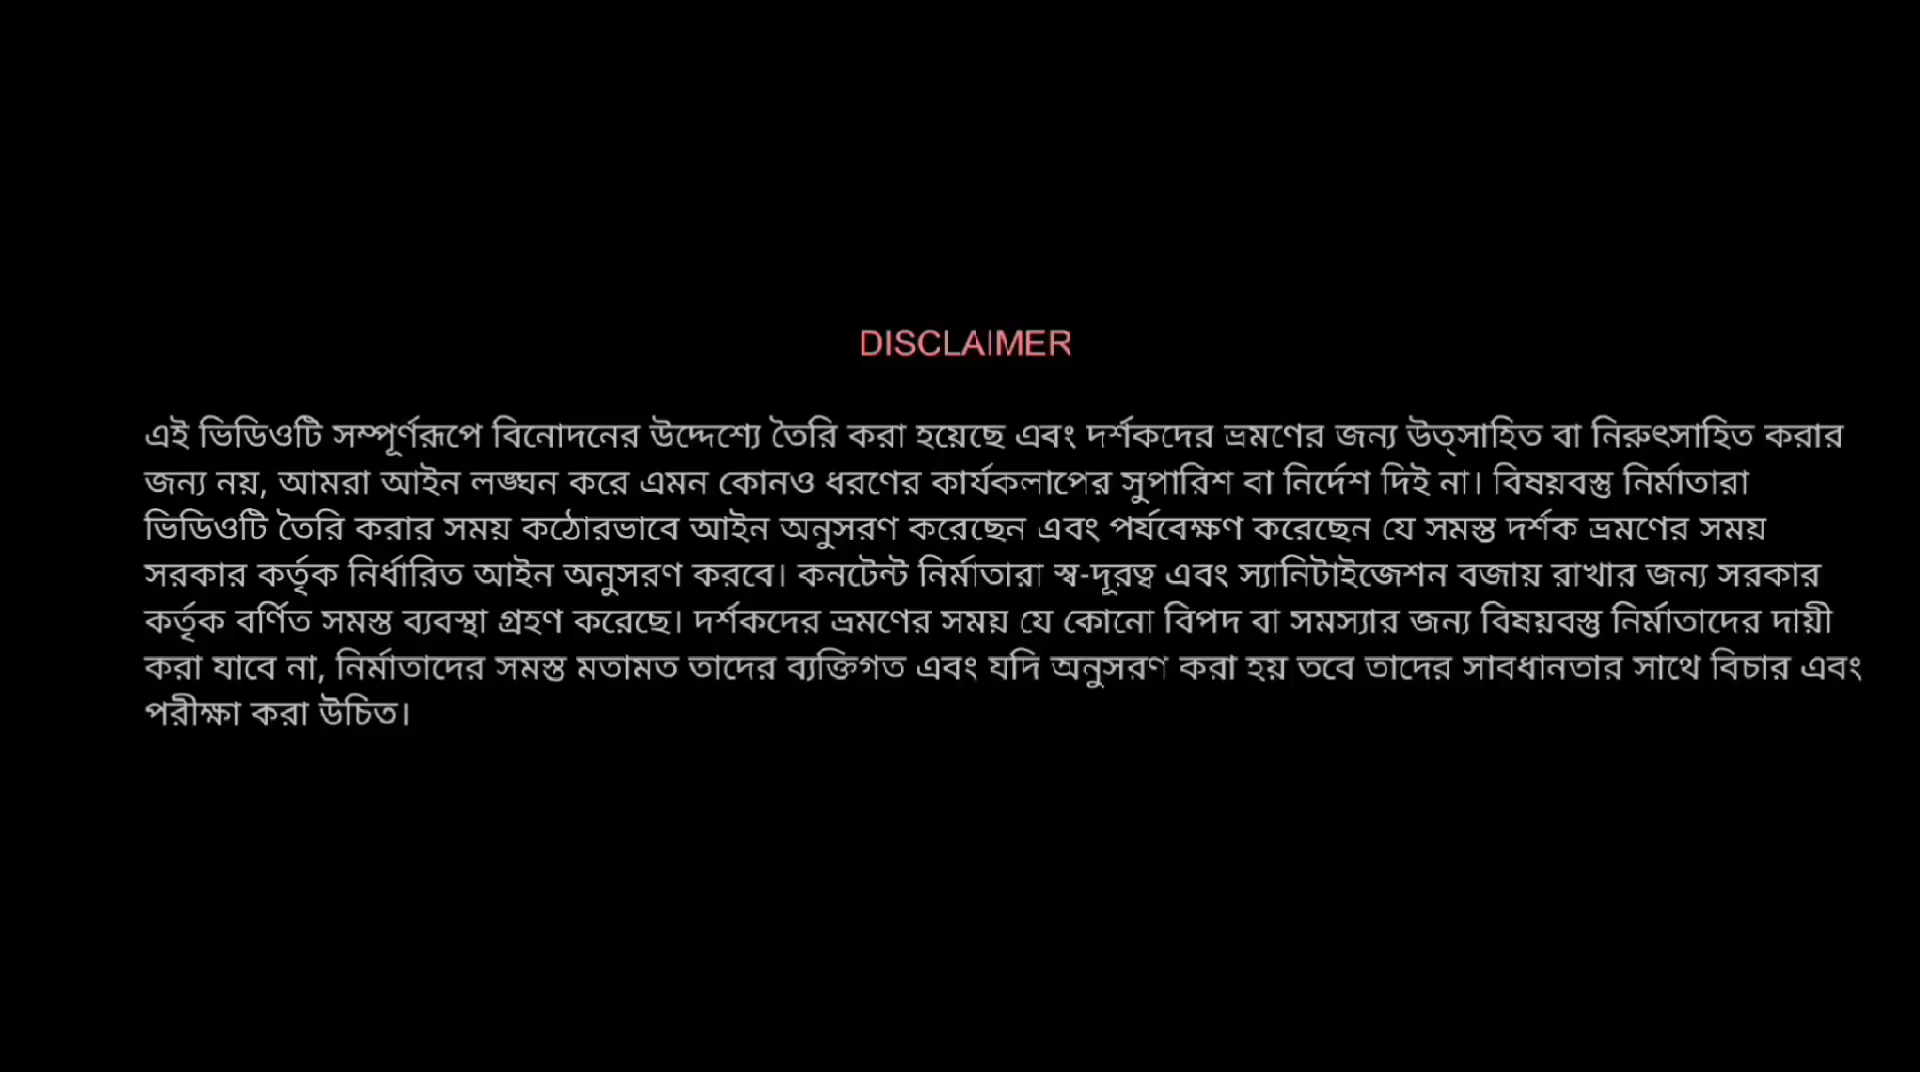 DISCLAIMER
এই ভিডিওটি সম্পূর্ণরূপে বিনোদনের উদ্দেশ্যে তৈরি করা হয়েছে এবং দর্শকদের ভ্রমণের জন্য উত্সাহিত বা নিরুৎসাহিত করার
জন্য নয়, আমরা আইন লঙ্ঘন করে এমন কোনও ধরণের কার্যকলাপের সুপারিশ বা নির্দেশ দিই না। বিষয়বস্তু নির্মাতারা
ভিডিওটি তৈরি করার সময় কঠোরভাবে আইন অনুসরণ করেছেন এবং পর্যবেক্ষণ করেছেন যে সমস্ত দর্শক ভ্রমণের সময়
সরকার কর্তৃক নির্ধারিত আইন অনুসরণ করবে। কনটেন্ট নির্মাতারা স্ব-দূরত্ব এবং স্যানিটাইজেশন বজায় রাখার জন্য সরকার
কর্তৃক বর্ণিত সমস্ত ব্যবস্থা গ্রহণ করেছে। দর্শকদের ভ্রমণের সময় যে কোনো বিপদ বা সমস্যার জন্য বিষয়বস্তু নির্মাতাদের দায়ী
করা যাবে না, নির্মাতাদের সমস্ত মতামত তাদের ব্যক্তিগত এবং যদি অনুসরণ করা হয় তবে তাদের সাবধানতার সাথে বিচার এবং
পরীক্ষা করা উচিত।